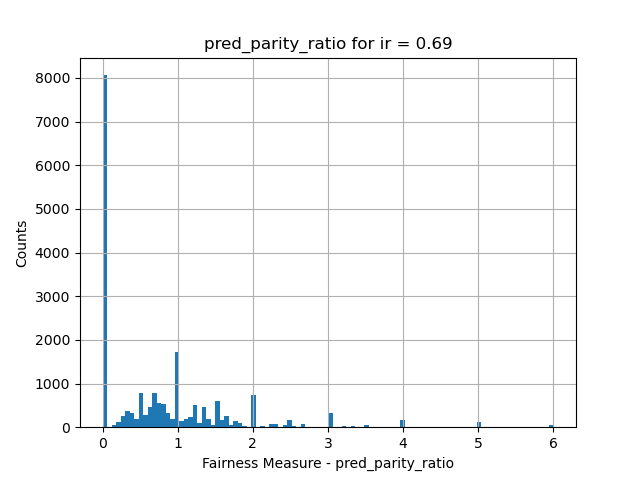 pred_parity_ratio for ir = 0.69
8000
7000
6000
5000
4000
3000
2000
1000
0
Counts
0 1 2 3 4 5 6
Fairness Measure - pred_parity_ratio